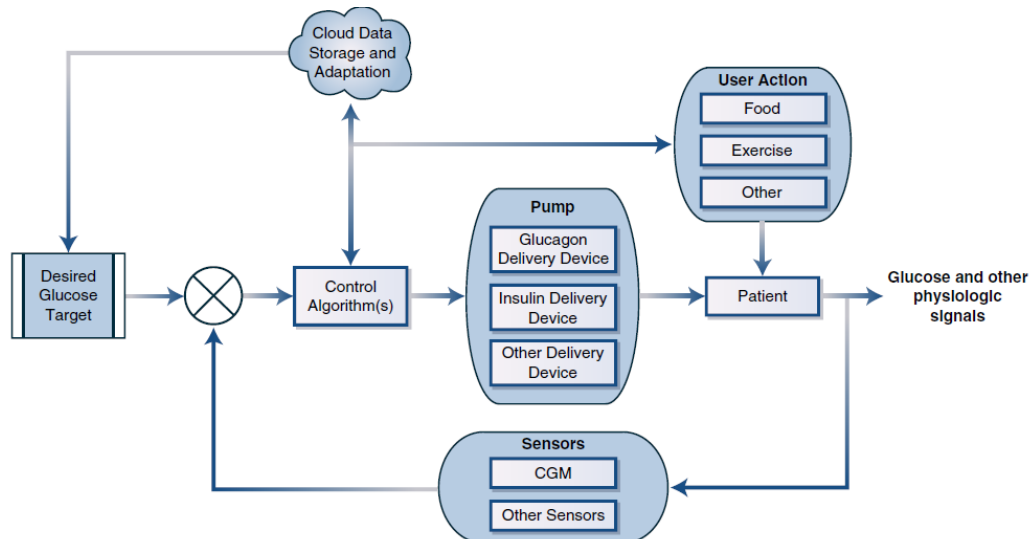 Cloud Data
Storage and
Adaptation
User Action
Food
Exercise
Other
Pump
Glucagon
Delivery Device
Insulin Delivery
Device
Other Delivery
Device
Desired
Glucose
Target
Control
Algorithm(s)
Patient
Glucose and other
physiologic
signals
Sensors
CGM
Other Sensors